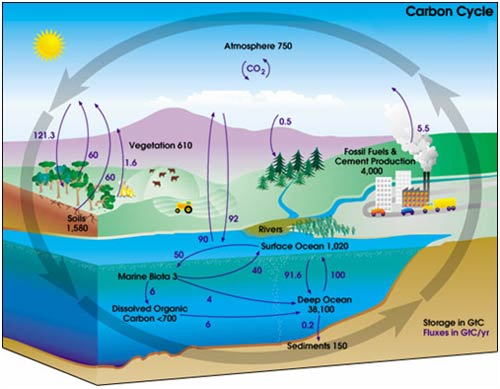 Carbon Cycle
Atmosphere 750
CO2
121.3
60
60
1.6
Vegetation 610
0.5
Fossil Fuels &
Cement Production
4,000
5.5
Soils
1,580
90
92
Rivers
Surface Ocean 1,020
50
40
91.6
100
Marine Biota 3
6
4
Deep Ocean
38,100
Dissolved Organic
Carbon <700
6
0.2
Sediments 150
Storage in GtC
Fluxes in GtC/yr